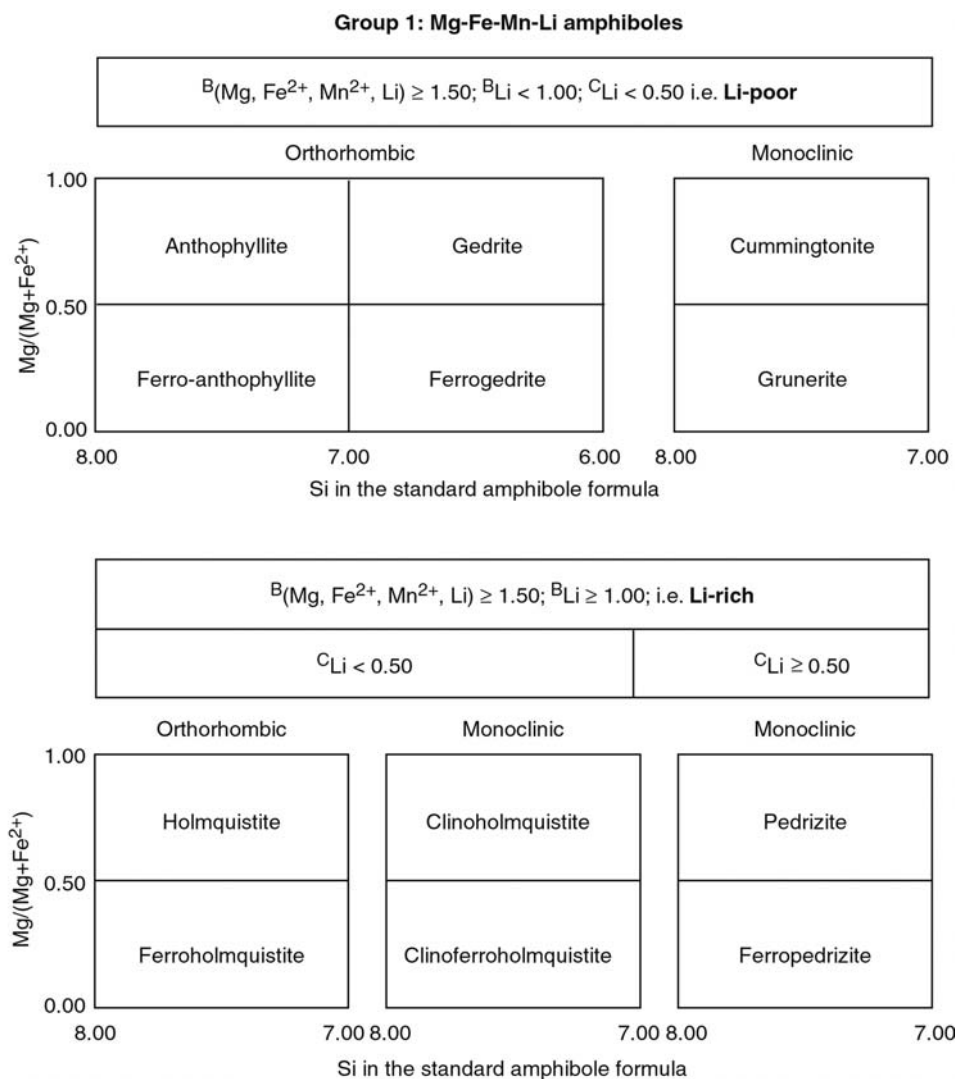 Group 1: Mg-Fe-Mn-Li amphiboles
ᴮ(Mg, Fe²⁺, Mn²⁺, Li) ≥ 1.50; ᴮLi < 1.00; ᶜLi < 0.50 i.e. Li-poor
Orthorhombic
Monoclinic
Mg/(Mg+Fe²⁺)
1.00
0.50
0.00
Anthophyllite
Gedrite
Cummingtonite
Ferro-anthophyllite
Ferrogedrite
Grunerite
8.00
7.00
6.00
8.00
7.00
Si in the standard amphibole formula
ᴮ(Mg, Fe²⁺, Mn²⁺, Li) ≥ 1.50; ᴮLi ≥ 1.00; i.e. Li-rich
ᶜLi < 0.50
ᶜLi ≥ 0.50
Orthorhombic
Monoclinic
Monoclinic
Mg/(Mg+Fe²⁺)
1.00
0.50
0.00
Holmquistite
Clinoholmquistite
Pedrizite
Ferroholmquistite
Clinoferroholmquistite
Ferropedrizite
8.00
7.00
8.00
7.00
8.00
7.00
Si in the standard amphibole formula